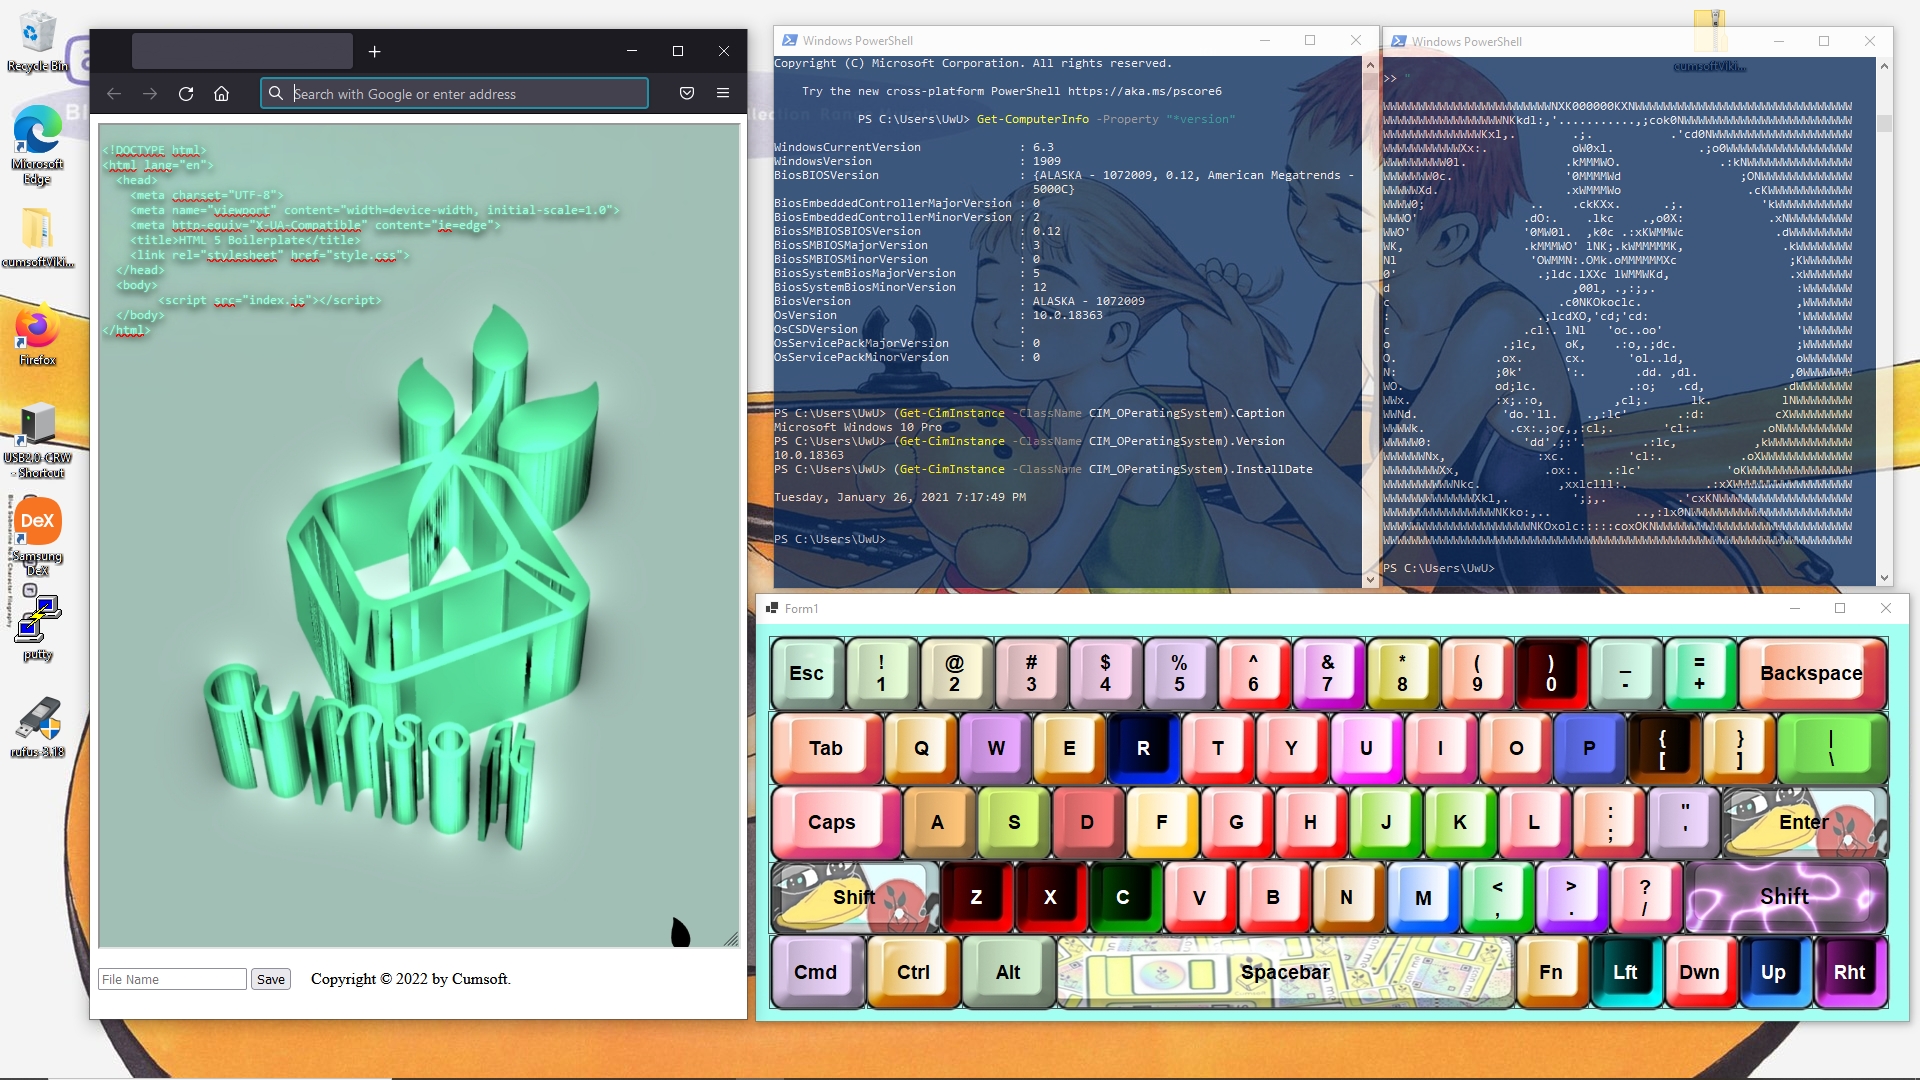 Recycle Bin
Microsoft
Edge
cumsoftViki...
Firefox
USB2.0-CRW
- Shortcut
DeX
Samsung
DeX
putty
rufus-3.18
Search with Google or enter address
<!DOCTYPE html>
<html lang="en">
<head>
<meta charset="UTF-8">
<meta name="viewport" content="width=device-width, initial-scale=1.0">
<meta http-equiv="X-UA-Compatible" content="ie=edge">
<title>HTML 5 Boilerplate</title>
<link rel="stylesheet" href="style.css">
</head>
<body>
<script src="index.js"></script>
</body>
</html>
Cumsoft
File Name
Save
Copyright © 2022 by Cumsoft.
Windows PowerShell
Copyright (C) Microsoft Corporation. All rights reserved.
Try the new cross-platform PowerShell https://aka.ms/pscore6
PS C:\Users\UwU> Get-ComputerInfo -Property "*version"
WindowsCurrentVersion : 6.3
WindowsVersion : 1909
BiosBIOSVersion : {ALASKA - 1072009, 0.12, American Megatrends -
5000C}
BiosEmbeddedControllerMajorVersion : 0
BiosEmbeddedControllerMinorVersion : 2
BiosSMBIOSBIOSVersion : 0.12
BiosSMBIOSMajorVersion : 3
BiosSMBIOSMinorVersion : 0
BiosSystemBiosMajorVersion : 5
BiosSystemBiosMinorVersion : 12
BiosVersion : ALASKA - 1072009
OsVersion : 10.0.18363
OsCSDVersion :
OsServicePackMajorVersion : 0
OsServicePackMinorVersion : 0
PS C:\Users\UwU> (Get-CimInstance -ClassName CIM_OPeratingSystem).Caption
Microsoft Windows 10 Pro
PS C:\Users\UwU> (Get-CimInstance -ClassName CIM_OPeratingSystem).Version
10.0.18363
PS C:\Users\UwU> (Get-CimInstance -ClassName CIM_OPeratingSystem).InstallDate
Tuesday, January 26, 2021 7:17:49 PM
PS C:\Users\UwU>
Windows PowerShell
cumsoftViki...
>> "
PS C:\Users\UwU>
Form1
Esc ! 1 @ 2 # 3 $ 4 % 5 ^ 6 & 7 * 8 ( 9 ) 0 _ - = + Backspace
Tab Q W E R T Y U I O P { [ } ] | \
Caps A S D F G H J K L : ; " ' Enter
Shift Z X C V B N M < , > . ? / Shift
Cmd Ctrl Alt Spacebar Fn Lft Dwn Up Rht